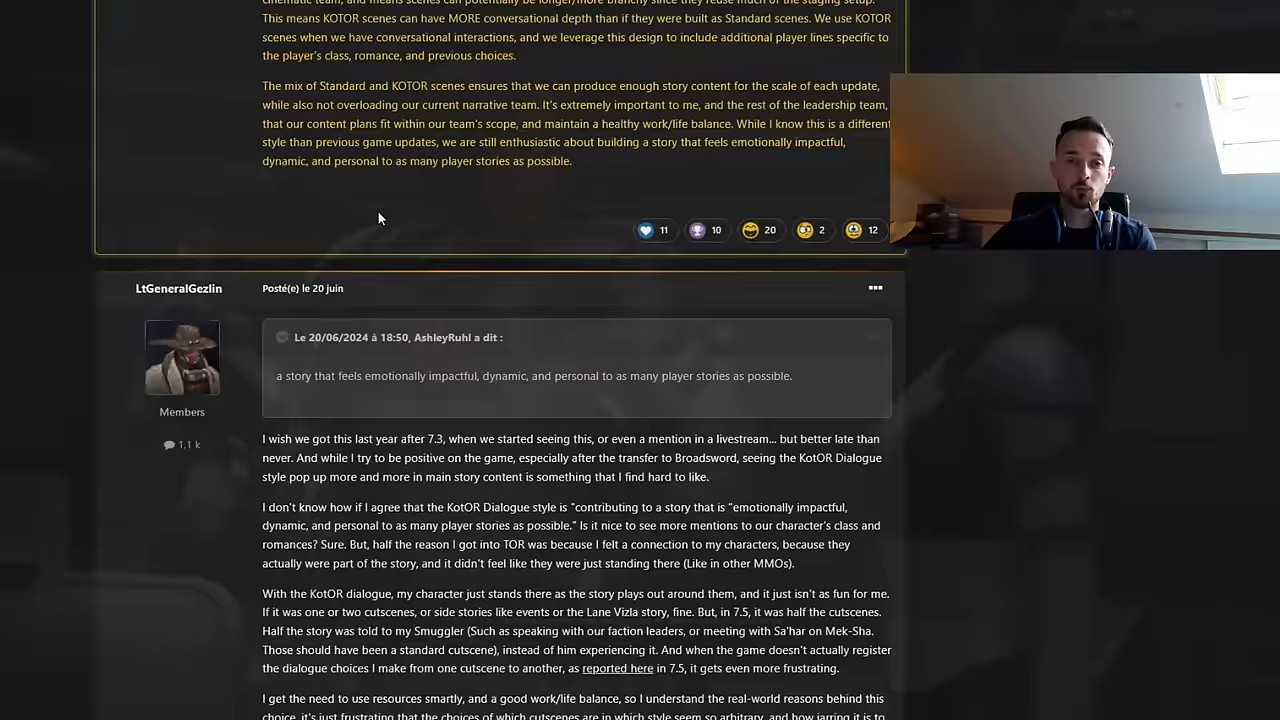 cinematic team, and means scenes can potentially be longer/more branchy since they reuse much of the staging setup.
This means KOTOR scenes can have MORE conversational depth than if they were built as Standard scenes. We use KOTOR
scenes when we have conversational interactions, and we leverage this design to include additional player lines specific to
the player's class, romance, and previous choices.
The mix of Standard and KOTOR scenes ensures that we can produce enough story content for the scale of each update,
while also not overloading our current narrative team. It's extremely important to me, and the rest of the leadership team,
that our content plans fit within our team's scope, and maintain a healthy work/life balance. While I know this is a different
style than previous game updates, we are still enthusiastic about building a story that feels emotionally impactful,
dynamic, and personal to as many player stories as possible.
11 10 20 2 12
LtGeneralGezlin
Posté(e) le 20 juin
Le 20/06/2024 à 18:50, AshleyRuhl a dit :
a story that feels emotionally impactful, dynamic, and personal to as many player stories as possible.
Members
1,1 k
I wish we got this last year after 7.3, when we started seeing this, or even a mention in a livestream... but better late than
never. And while I try to be positive on the game, especially after the transfer to Broadsword, seeing the KotOR Dialogue
style pop up more and more in main story content is something that I find hard to like.
I don't know how if I agree that the KotOR Dialogue style is "contributing to a story that is "emotionally impactful,
dynamic, and personal to as many player stories as possible." Is it nice to see more mentions to our character's class and
romances? Sure. But, half the reason I got into TOR was because I felt a connection to my characters, because they
actually were part of the story, and it didn't feel like they were just standing there (Like in other MMOs).
With the KotOR dialogue, my character just stands there as the story plays out around them, and it just isn't as fun for me.
If it was one or two cutscenes, or side stories like events or the Lane Vizla story, fine. But, in 7.5, it was half the cutscenes.
Half the story was told to my Smuggler (Such as speaking with our faction leaders, or meeting with Sa'har on Mek-Sha.
Those should have been a standard cutscene), instead of him experiencing it. And when the game doesn't actually register
the dialogue choices I make from one cutscene to another, as reported here in 7.5, it gets even more frustrating.
I get the need to use resources smartly, and a good work/life balance, so I understand the real-world reasons behind this
choice, it's just frustrating that the choices of which cutscenes are in which style seem so arbitrary, and how jarring it is to